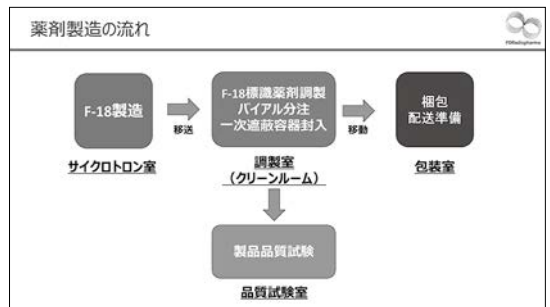 薬剤製造の流れ
PDRadiopharma
F-18製造
移送
F-18標識薬剤調製
バイアル分注
一次遮蔽容器封入
移動
梱包
配送準備
サイクロトロン室
調製室
（クリーンルーム）
包装室
製品品質試験
品質試験室